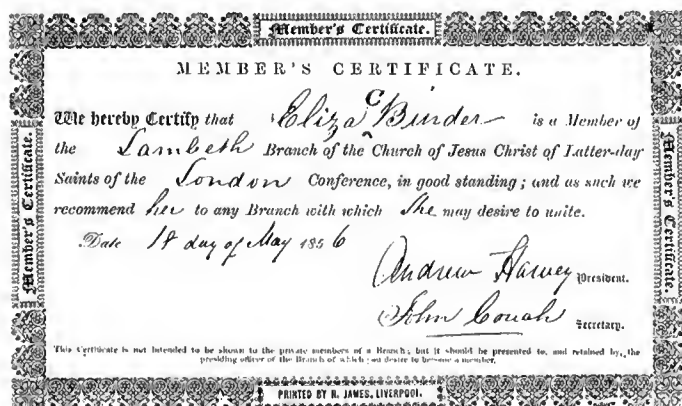 Member's Certificate.
MEMBER'S CERTIFICATE.
We hereby Certify that Eliza C Binder is a Member of
the Lambeth Branch of the Church of Jesus Christ of Latter-day
Saints of the London Conference, in good standing; and as such we
recommend her to any Branch with which She may desire to unite.
Date 18 day of May 1856
Andrew Harvey President.
John Secretary.
This Certificate is not intended to be shown to the private members of a Branch; but it should be presented to, and retained by, the
presiding officer of the Branch of which you desire to become a member.
PRINTED BY R. JAMES, LIVERPOOL.
Member's Certificate.
Member's Certificate.